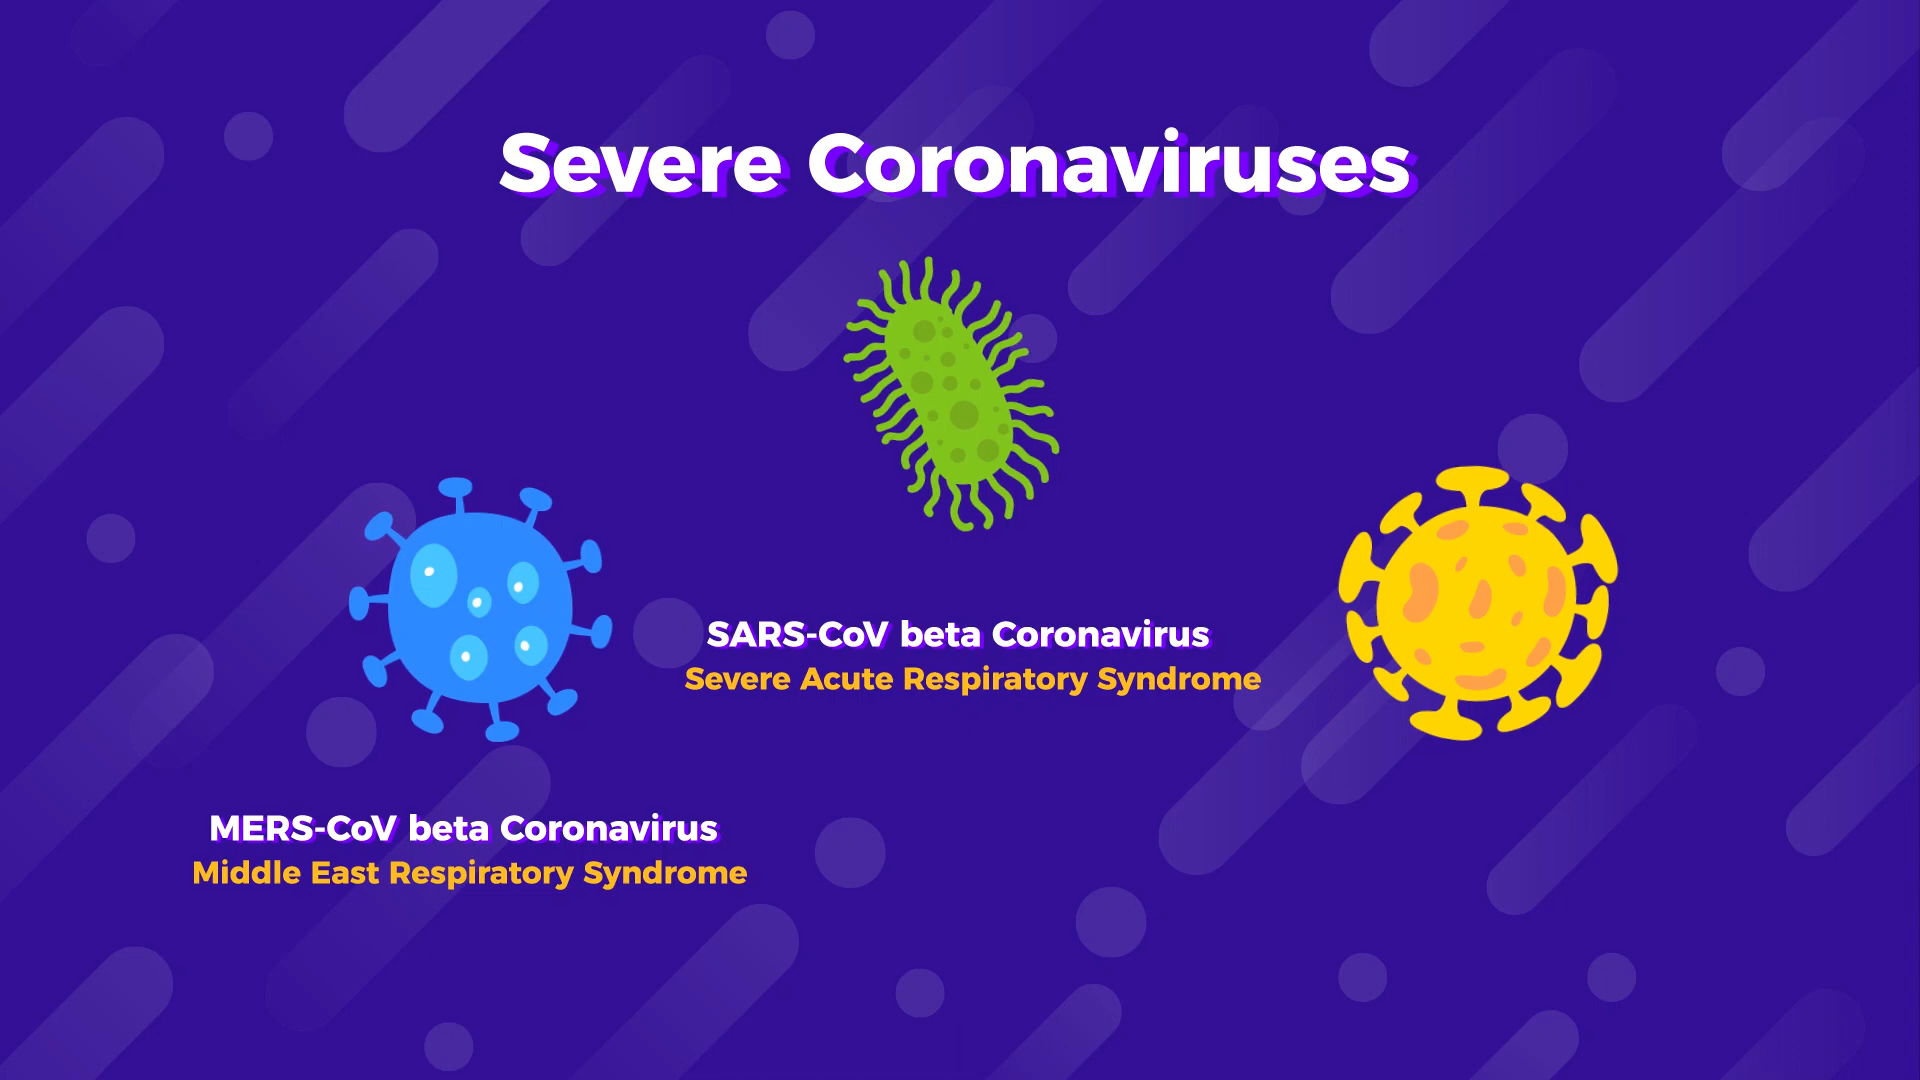 Severe Coronaviruses
SARS-CoV beta Coronavirus
Severe Acute Respiratory Syndrome
MERS-CoV beta Coronavirus
Middle East Respiratory Syndrome